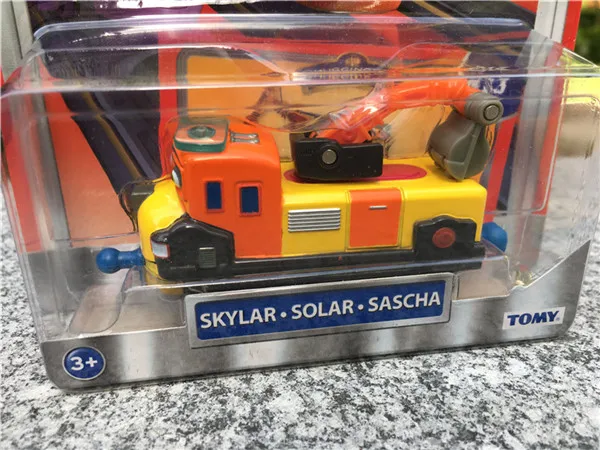 SKYLAR • SOLAR • SASCHA
TOMY
3+